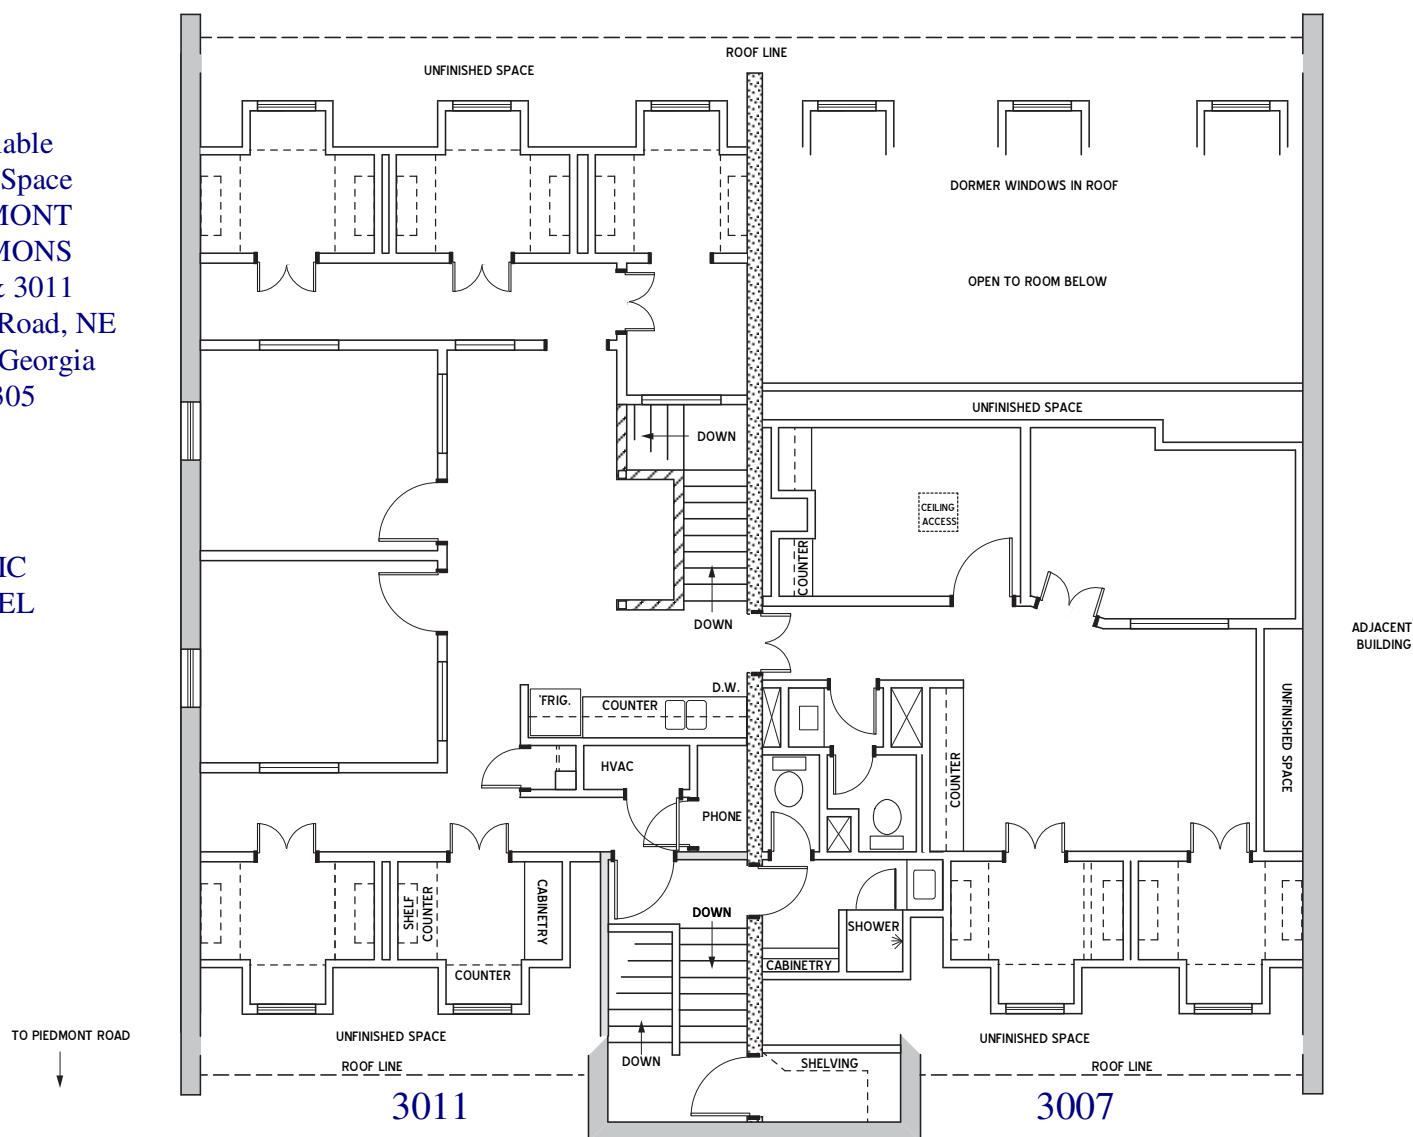 ROOF LINE
UNFINISHED SPACE
lable
Space
MONT
MONS
& 3011
Road, NE
Georgia
305
DORMER WINDOWS IN ROOF
OPEN TO ROOM BELOW
UNFINISHED SPACE
DOWN
CEILING
ACCESS
COUNTER
IC
EL
DOWN
ADJACENT
BUILDING
D.W.
'FRIG.
COUNTER
UNFINISHED SPACE
HVAC
COUNTER
PHONE
SHELF
COUNTER
CABINETRY
DOWN
SHOWER
CABINETRY
COUNTER
TO PIEDMONT ROAD
UNFINISHED SPACE
UNFINISHED SPACE
DOWN
SHELVING
ROOF LINE
ROOF LINE
3011
3007